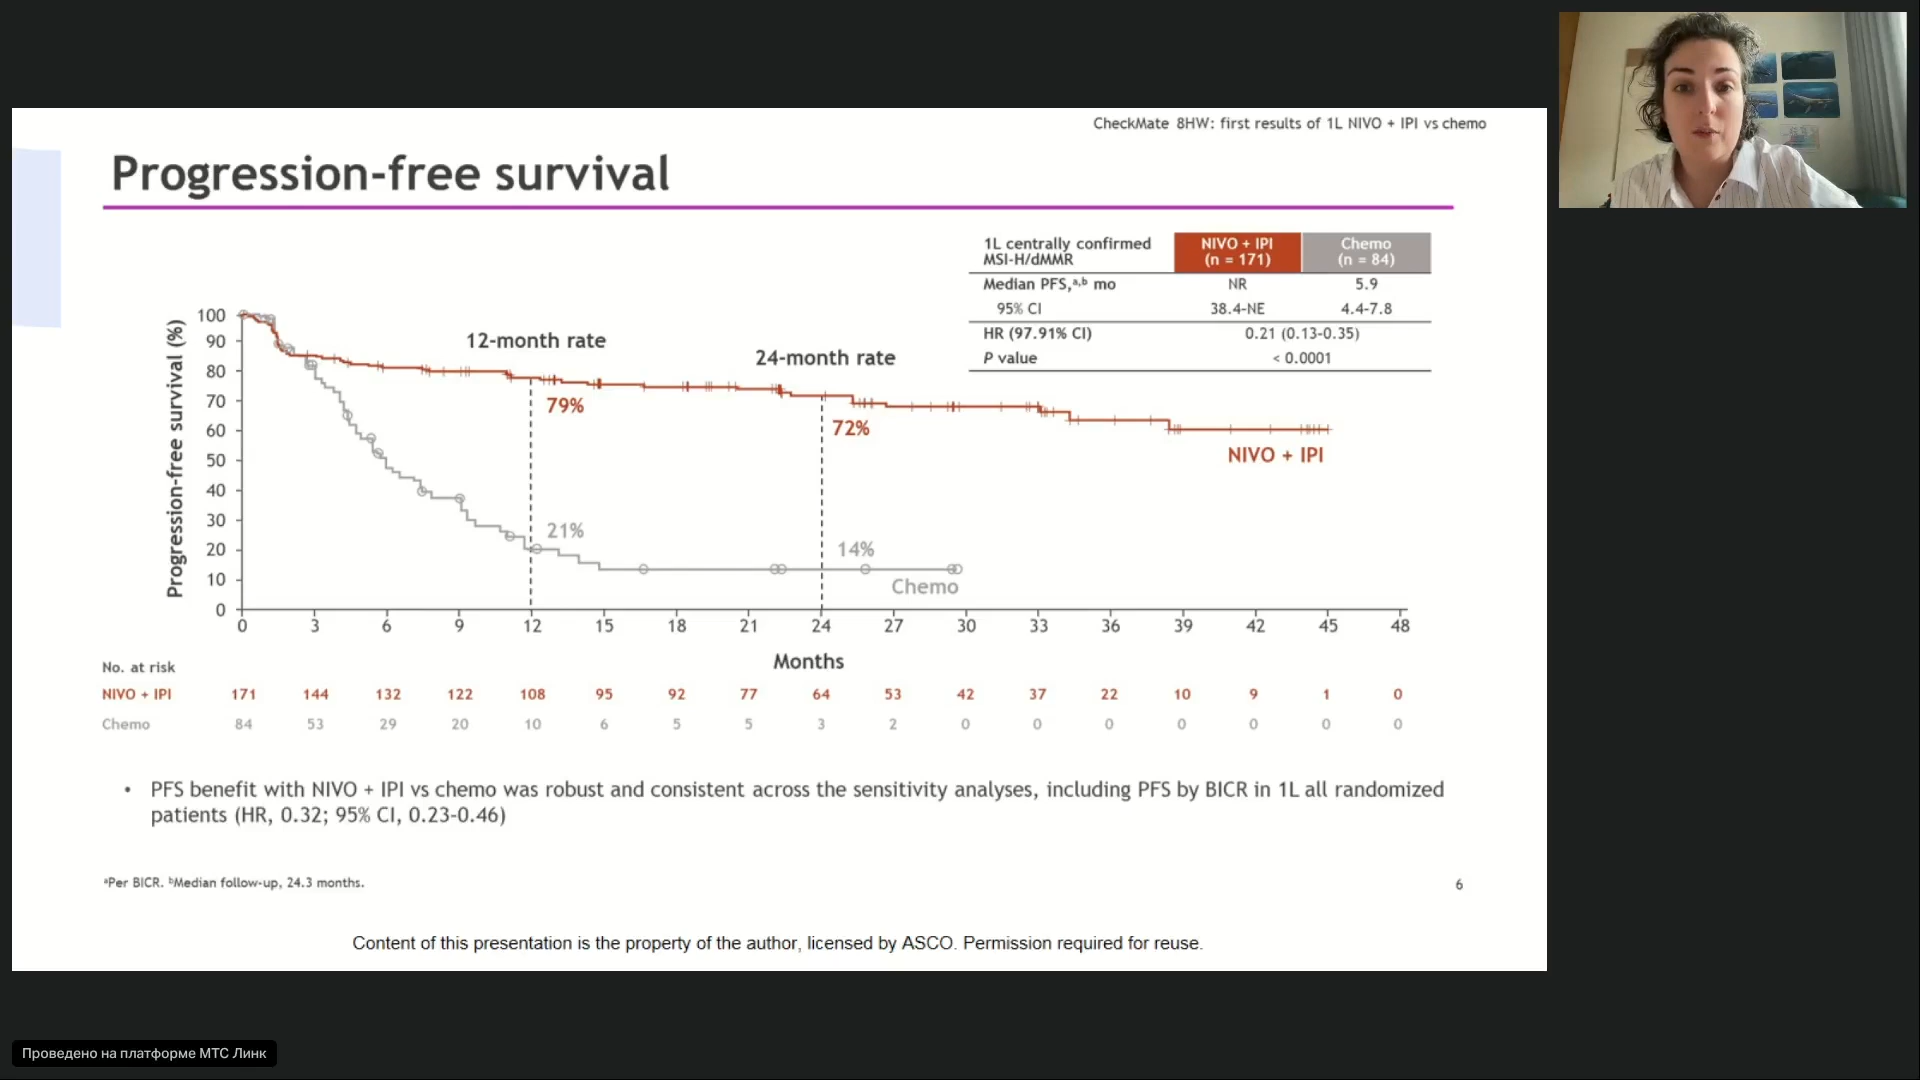 CheckMate 8HW: first results of 1L NIVO + IPI vs chemo
Progression-free survival
1L centrally confirmed MSI-H/dMMR
NIVO + IPI (n = 171)
Chemo (n = 84)
Median PFS,ᵃ,ᵇ mo NR 5.9
95% CI 38.4-NE 4.4-7.8
HR (97.91% CI) 0.21 (0.13-0.35)
P value < 0.0001
Progression-free survival (%)
100
90
80
70
60
50
40
30
20
10
0
12-month rate
24-month rate
79%
72%
NIVO + IPI
21%
14%
Chemo
0 3 6 9 12 15 18 21 24 27 30 33 36 39 42 45 48
Months
No. at risk
NIVO + IPI 171 144 132 122 108 95 92 77 64 53 42 37 22 10 9 1 0
Chemo 84 53 29 20 10 6 5 5 3 2 0 0 0 0 0 0 0
• PFS benefit with NIVO + IPI vs chemo was robust and consistent across the sensitivity analyses, including PFS by BICR in 1L all randomized
patients (HR, 0.32; 95% CI, 0.23-0.46)
ᵃPer BICR. ᵇMedian follow-up, 24.3 months.
6
Content of this presentation is the property of the author, licensed by ASCO. Permission required for reuse.
Проведено на платформе МТС Линк